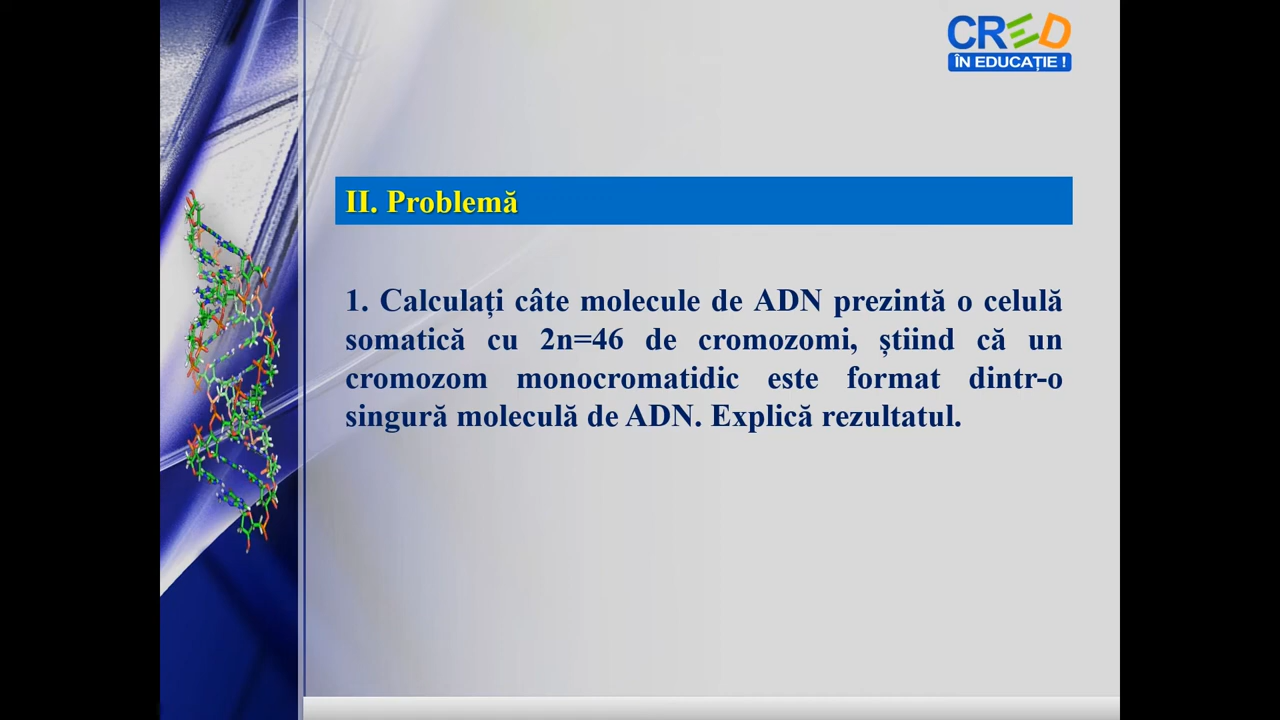 CRED
ÎN EDUCAȚIE !
II. Problemă
1. Calculați câte molecule de ADN prezintă o celulă
somatică cu 2n=46 de cromozomi, știind că un
cromozom monocromatidic este format dintr-o
singură moleculă de ADN. Explică rezultatul.